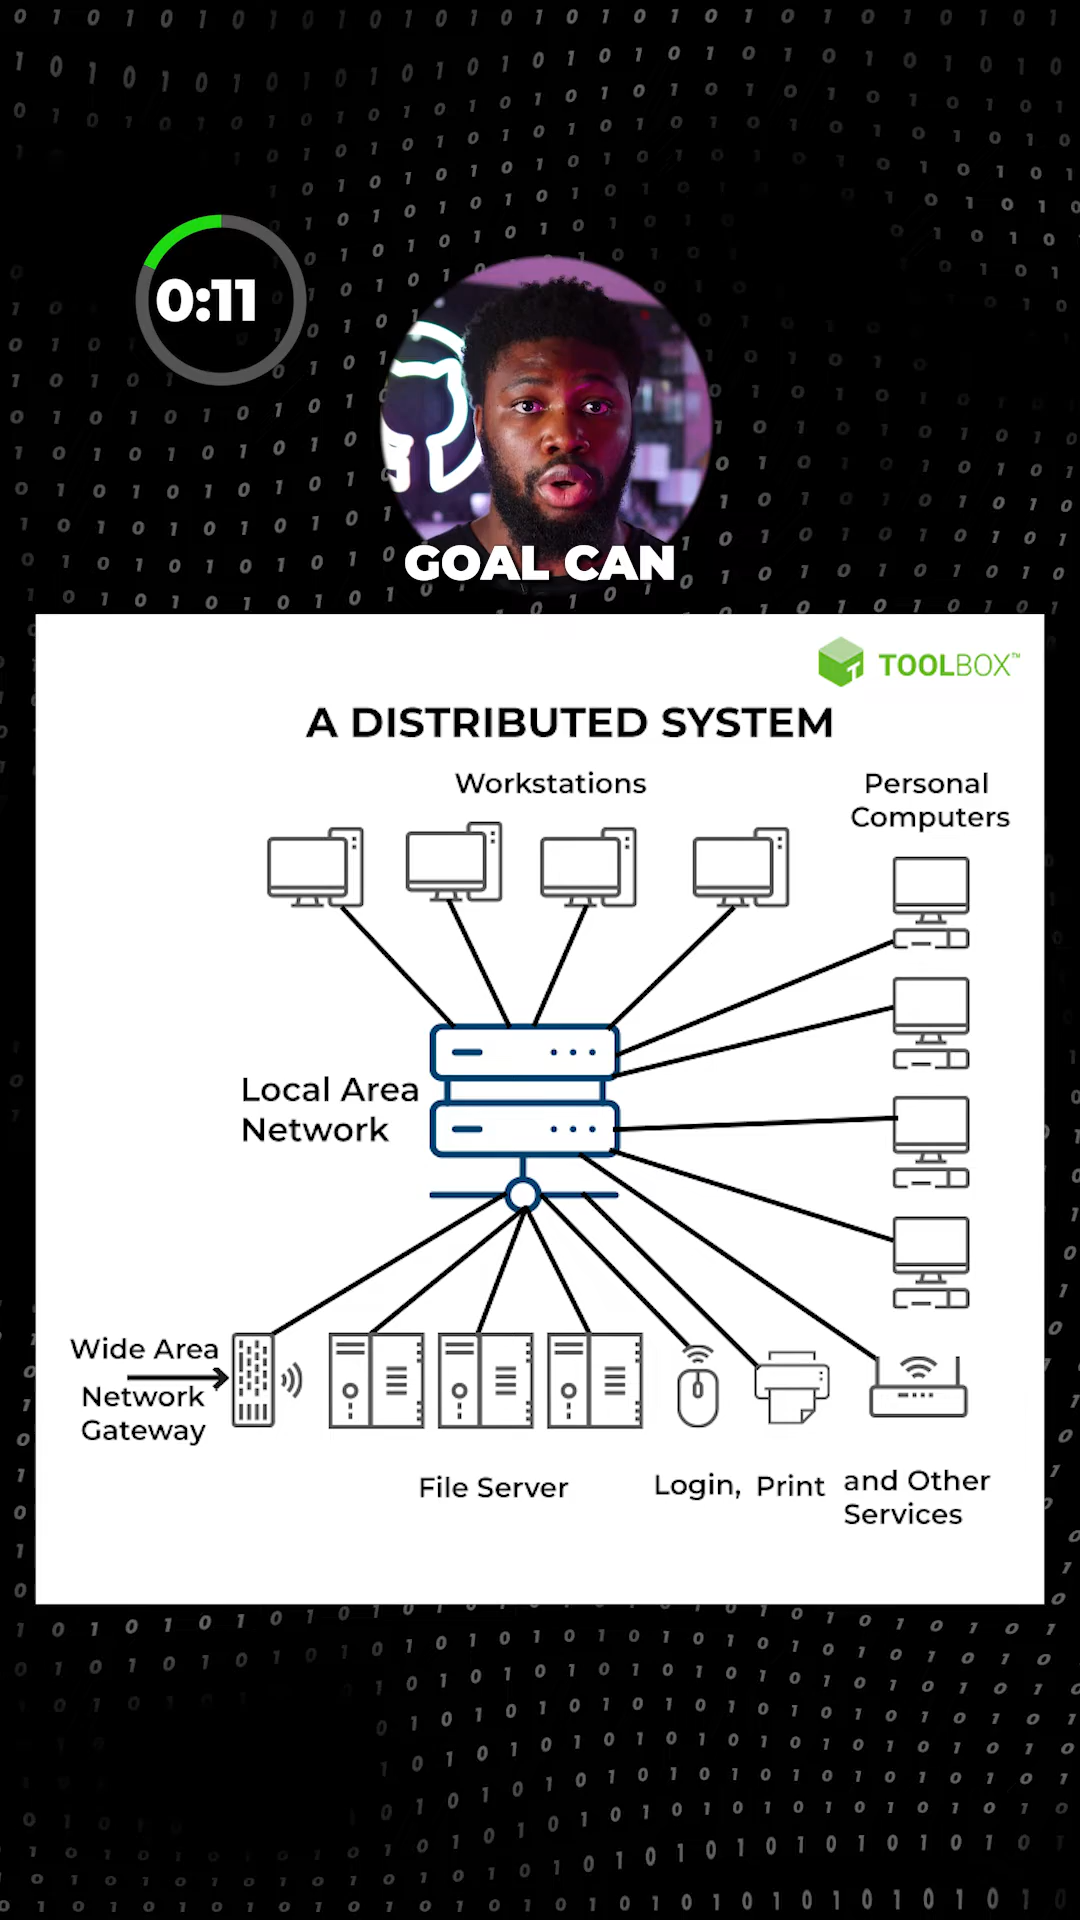 0:11
GOAL CAN
TOOLBOX™
A DISTRIBUTED SYSTEM
Workstations
Personal
Computers
Local Area
Network
Wide Area
Network
Gateway
File Server
Login, Print and Other
Services